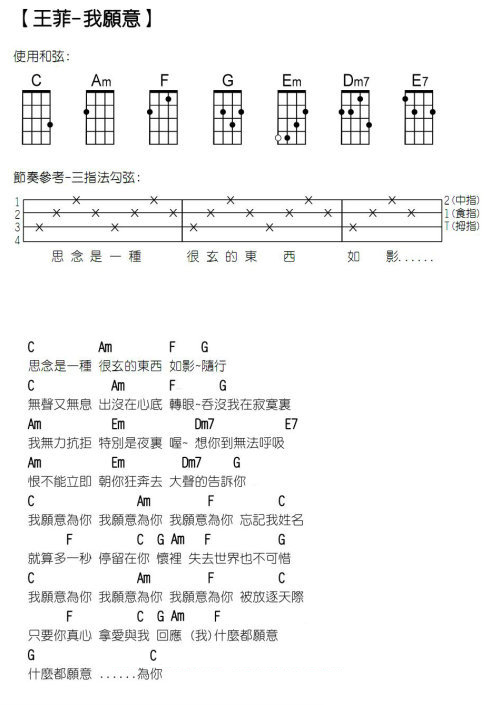 【王菲-我願意】
使用和弦:
C Am F G Em Dm7 E7
節奏參考-三指法勾弦:
1 2(中指)
2 1(食指)
3 T(拇指)
4
思念是一種 很玄的東 西 如 影......
C Am F G
思念是一種 很玄的東西 如影~隨行
C Am F G
無聲又無息 出沒在心底 轉眼~吞沒我在寂寞裏
Am Em Dm7 E7
我無力抗拒 特別是夜裏 喔~ 想你到無法呼吸
Am Em Dm7 G
恨不能立即 朝你狂奔去 大聲的告訴你
C Am F C
我願意為你 我願意為你 我願意為你 忘記我姓名
F C G Am F G
就算多一秒 停留在你 懷裡 失去世界也不可惜
C Am F C
我願意為你 我願意為你 我願意為你 被放逐天際
F C G Am F
只要你真心 拿愛與我 回應 (我)什麼都願意
G C
什麼都願意 ......為你